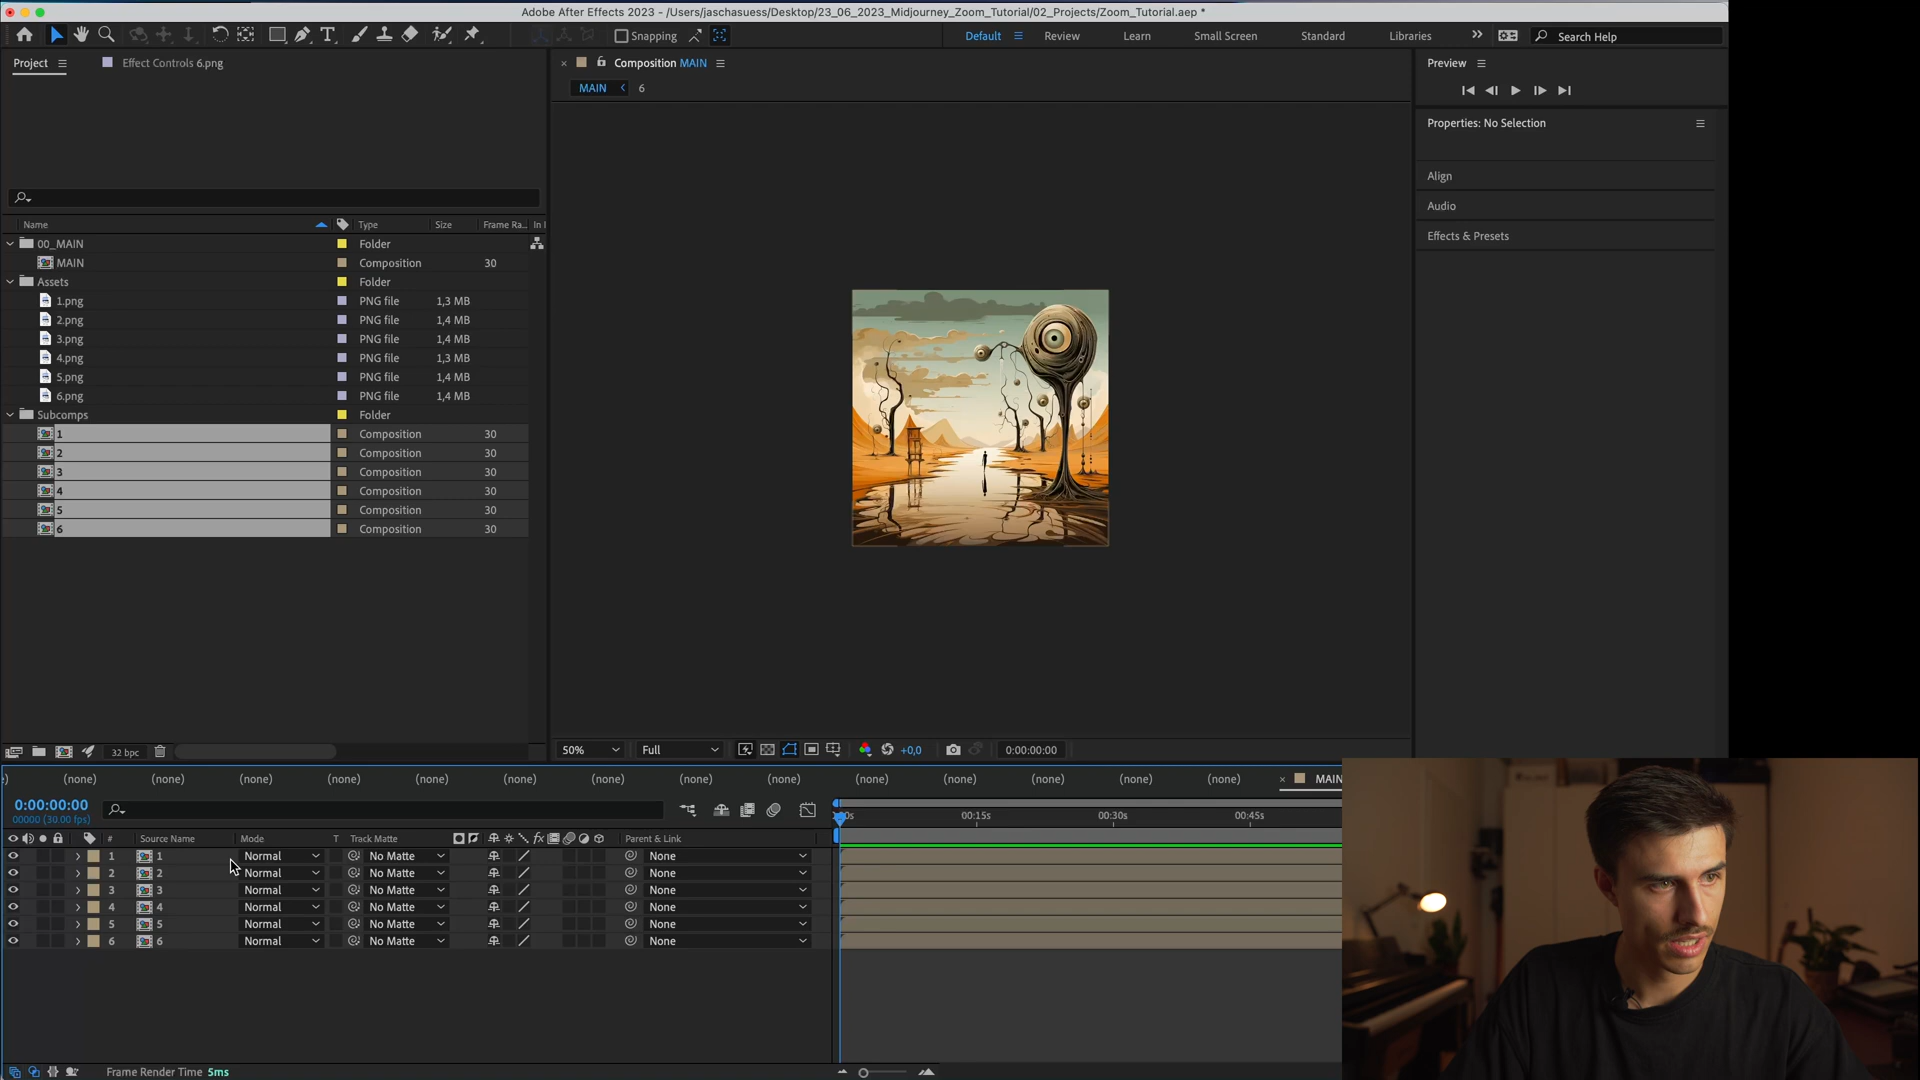 Adobe After Effects 2023 - /Users/jaschasuess/Desktop/23_06_2023_Midjourney_Zoom_Tutorial/02_Projects/Zoom_Tutorial.aep *
Snapping
Default Review Learn Small Screen Standard Libraries Search Help
Project Effect Controls 6.png
Composition MAIN
MAIN 6
Preview
Properties: No Selection
Align
Audio
Effects & Presets
Name Type Size Frame Ra... In
00_MAIN Folder
MAIN Composition 30
Assets Folder
1.png PNG file 1,3 MB
2.png PNG file 1,4 MB
3.png PNG file 1,4 MB
4.png PNG file 1,3 MB
5.png PNG file 1,4 MB
6.png PNG file 1,4 MB
Subcomps Folder
1 Composition 30
2 Composition 30
3 Composition 30
4 Composition 30
5 Composition 30
6 Composition 30
32 bpc
50% Full +0,0 0:00:00:00
(none) (none) (none) (none) (none) (none) (none) (none) (none) (none) (none) (none) (none) (none) MAIN
0:00:00:00
00000 (30.00 fps)
00:15s 00:30s 00:45s
# Source Name Mode T Track Matte fx Parent & Link
1 1 Normal No Matte None
2 2 Normal No Matte None
3 3 Normal No Matte None
4 4 Normal No Matte None
5 5 Normal No Matte None
6 6 Normal No Matte None
Frame Render Time 5ms